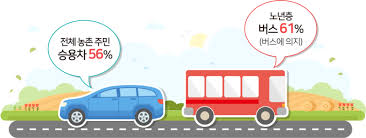 전체 농촌 주민
승용차 56%
노년층
버스 61%
(버스에 의지)